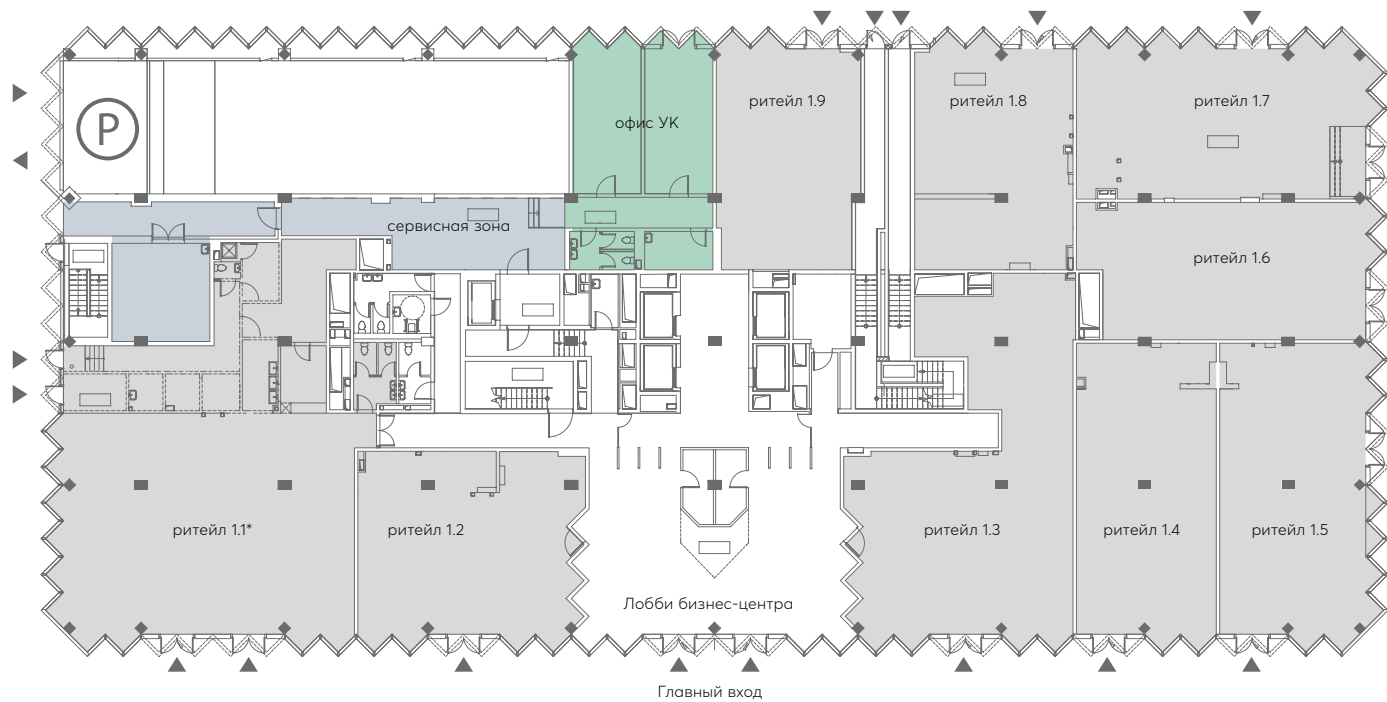 ритейл 1.9
ритейл 1.8
ритейл 1.7
P
офис УК
сервисная зона
ритейл 1.6
ритейл 1.1*
ритейл 1.2
ритейл 1.3
ритейл 1.4
ритейл 1.5
Лобби бизнес-центра
Главный вход